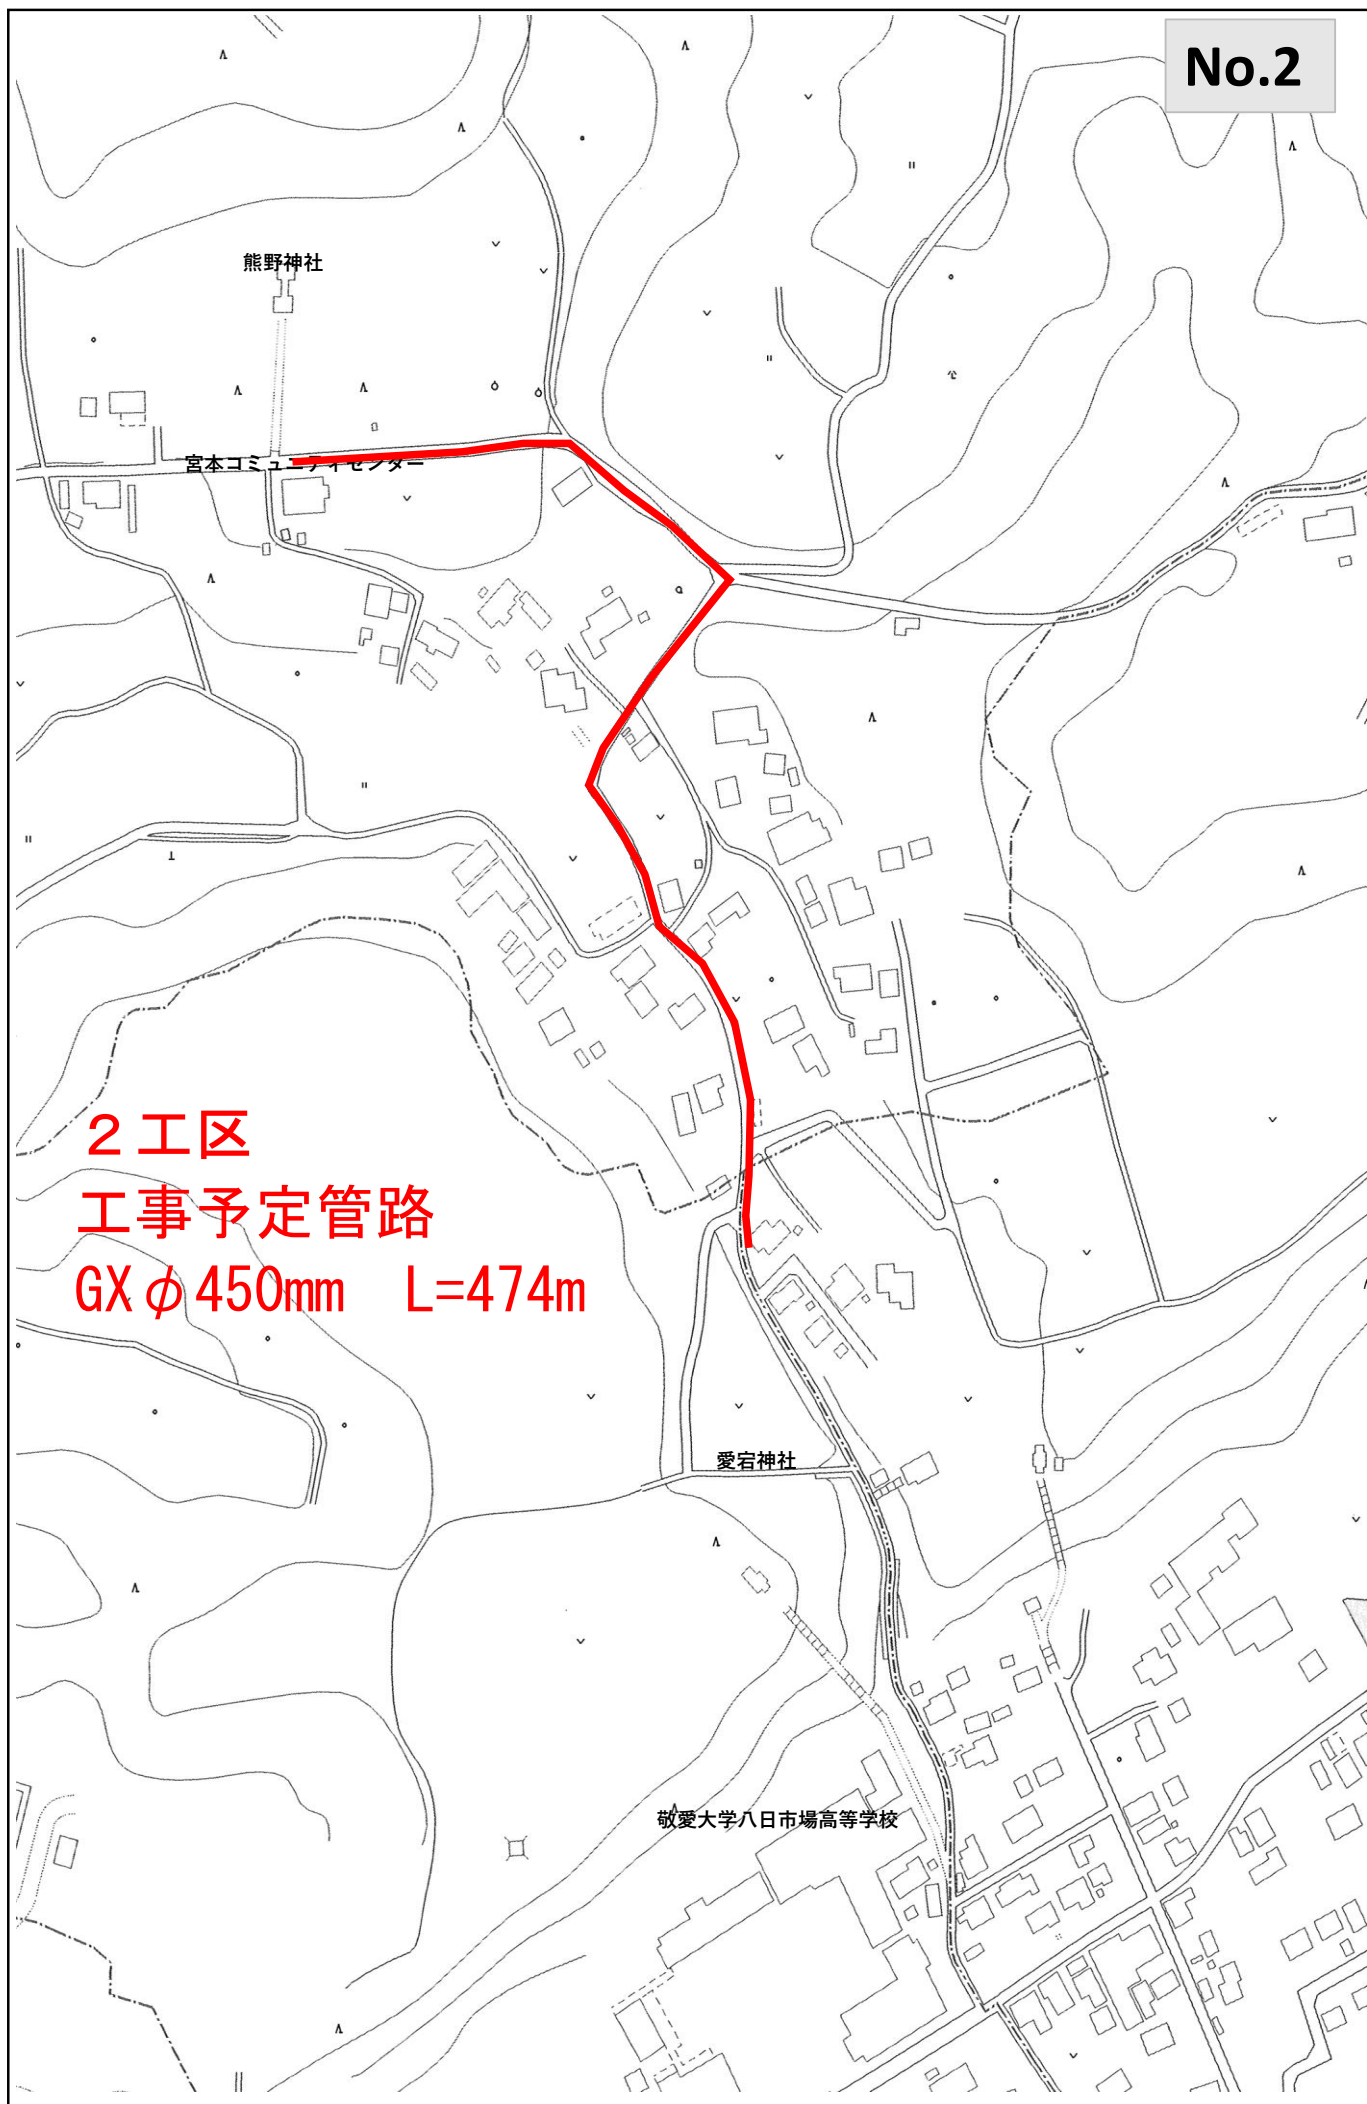 No.2
熊野神社
宮本コミュニティセンター
２工区
工事予定管路
GXφ450mm　L=474m
愛宕神社
敬愛大学八日市場高等学校